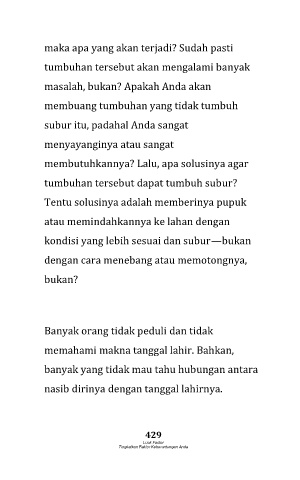 maka apa yang akan terjadi? Sudah pasti
tumbuhan tersebut akan mengalami banyak
masalah, bukan? Apakah Anda akan
membuang tumbuhan yang tidak tumbuh
subur itu, padahal Anda sangat
menyayanginya atau sangat
membutuhkannya? Lalu, apa solusinya agar
tumbuhan tersebut dapat tumbuh subur?
Tentu solusinya adalah memberinya pupuk
atau memindahkannya ke lahan dengan
kondisi yang lebih sesuai dan subur—bukan
dengan cara menebang atau memotongnya,
bukan?
Banyak orang tidak peduli dan tidak
memahami makna tanggal lahir. Bahkan,
banyak yang tidak mau tahu hubungan antara
nasib dirinya dengan tanggal lahirnya.
429
Luck Factor
Tingkatkan Faktor Keberuntungan Anda